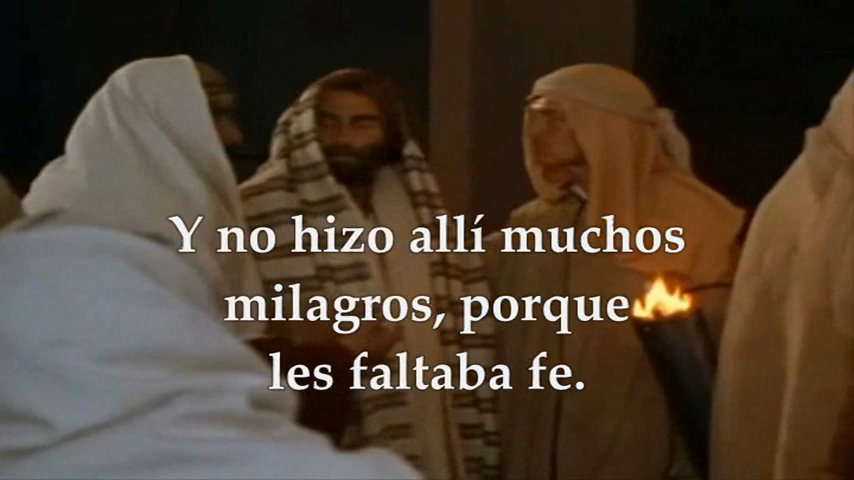 Y no hizo allí muchos
milagros, porque
les faltaba fe.